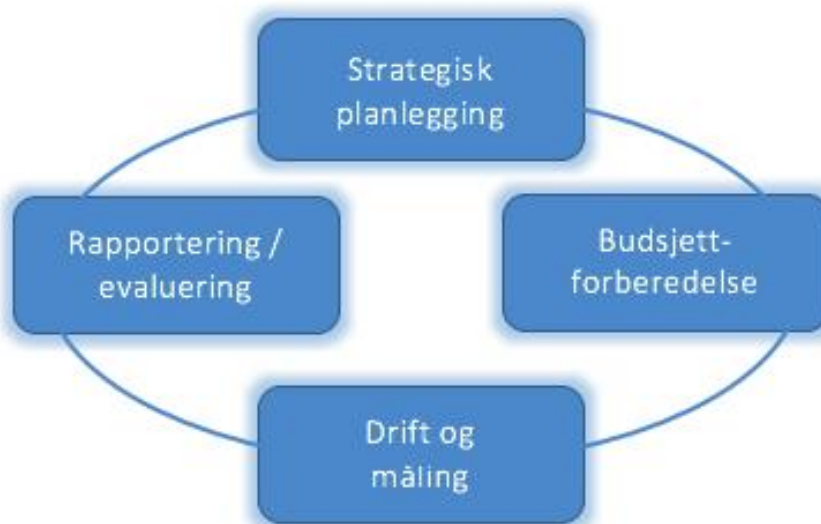 Strategisk
planlegging
Budsjett-
forberedelse
Drift og
måling
Rapportering /
evaluering